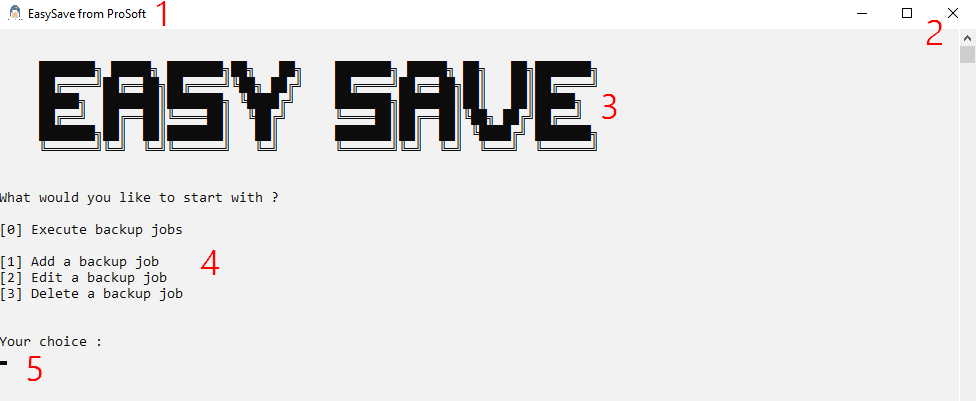 EasySave from ProSoft 1
2
EASY SAVE 3
What would you like to start with ?
[0] Execute backup jobs
[1] Add a backup job
4
[2] Edit a backup job
[3] Delete a backup job
Your choice :
5